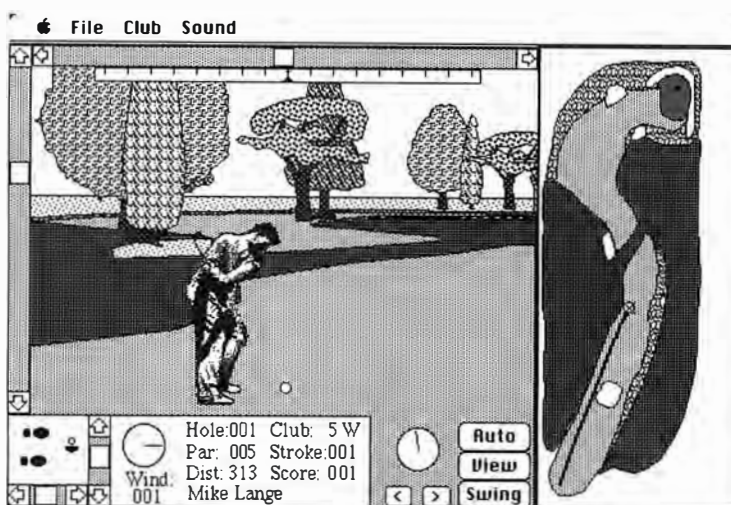 File Club Sound
Hole:001 Club: 5 W
Par: 005 Stroke:001
Dist: 313 Score: 001
Mike Lange
Wind:
001
< >
Auto
View
Swing